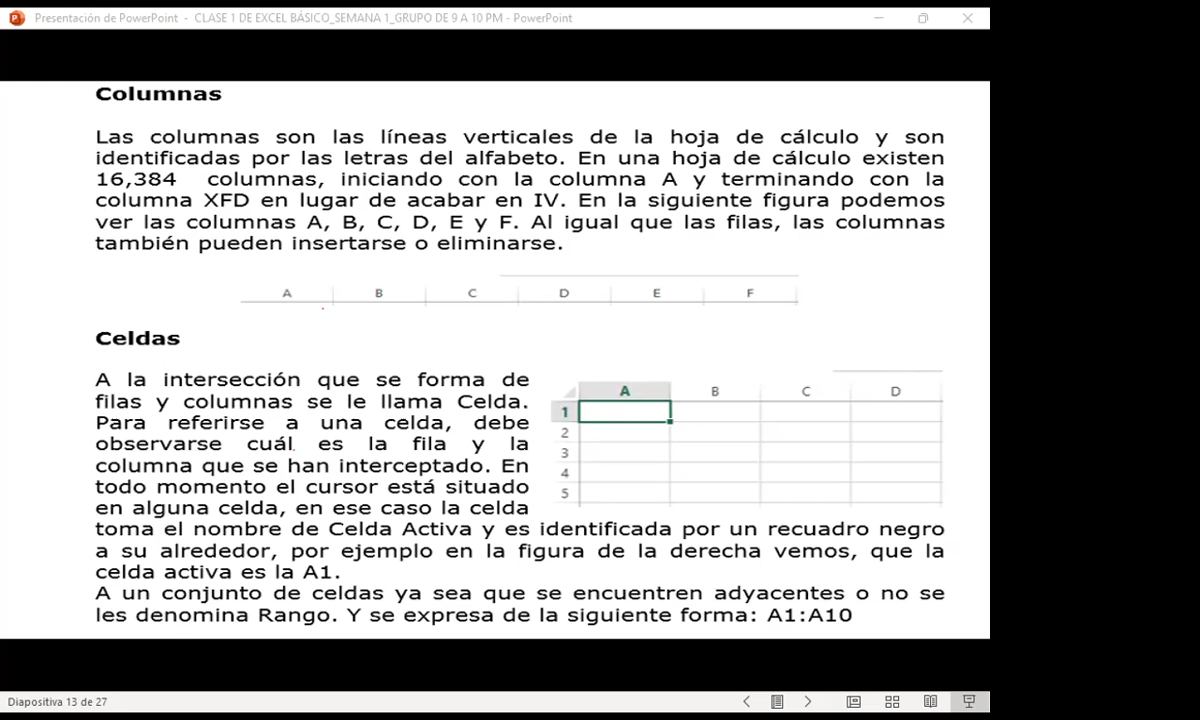 Presentación de PowerPoint - CLASE 1 DE EXCEL BÁSICO_SEMANA 1_GRUPO DE 9 A 10 PM - PowerPoint
Columnas
Las columnas son las líneas verticales de la hoja de cálculo y son
identificadas por las letras del alfabeto. En una hoja de cálculo existen
16,384 columnas, iniciando con la columna A y terminando con la
columna XFD en lugar de acabar en IV. En la siguiente figura podemos
ver las columnas A, B, C, D, E y F. Al igual que las filas, las columnas
también pueden insertarse o eliminarse.
A B C D E F
Celdas
A la intersección que se forma de
filas y columnas se le llama Celda.
Para referirse a una celda, debe
observarse cuál es la fila y la
columna que se han interceptado. En
todo momento el cursor está situado
en alguna celda, en ese caso la celda
A B C D
1
2
3
4
5
toma el nombre de Celda Activa y es identificada por un recuadro negro
a su alrededor, por ejemplo en la figura de la derecha vemos, que la
celda activa es la A1.
A un conjunto de celdas ya sea que se encuentren adyacentes o no se
les denomina Rango. Y se expresa de la siguiente forma: A1:A10
Diapositiva 13 de 27